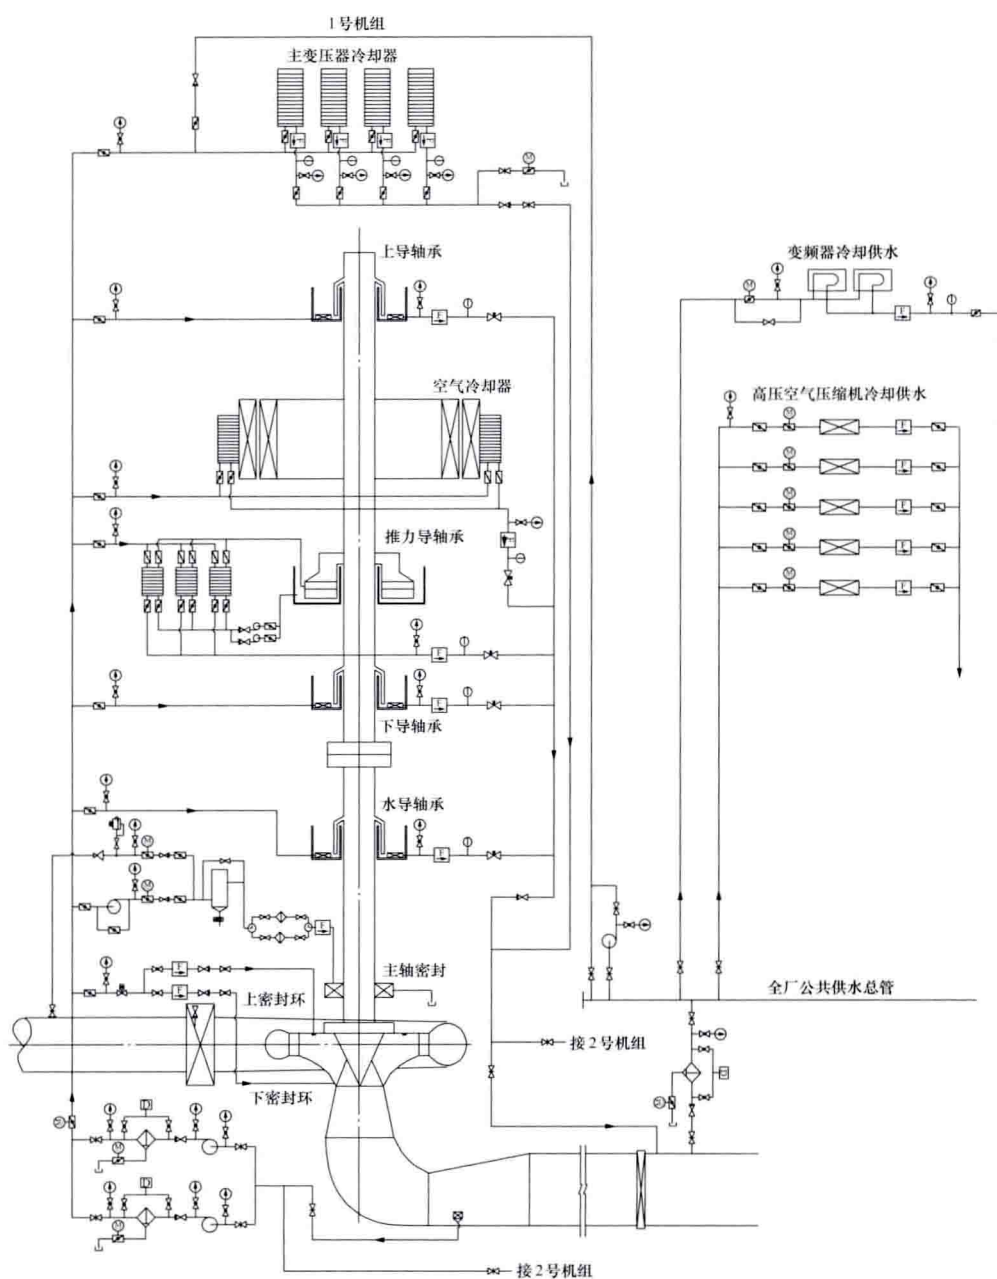 1号机组
主变压器冷却器
上导轴承
变频器冷却供水
空气冷却器
高压空气压缩机冷却供水
推力导轴承
下导轴承
水导轴承
主轴密封
上密封环
全厂公共供水总管
接2号机组
下密封环
接2号机组